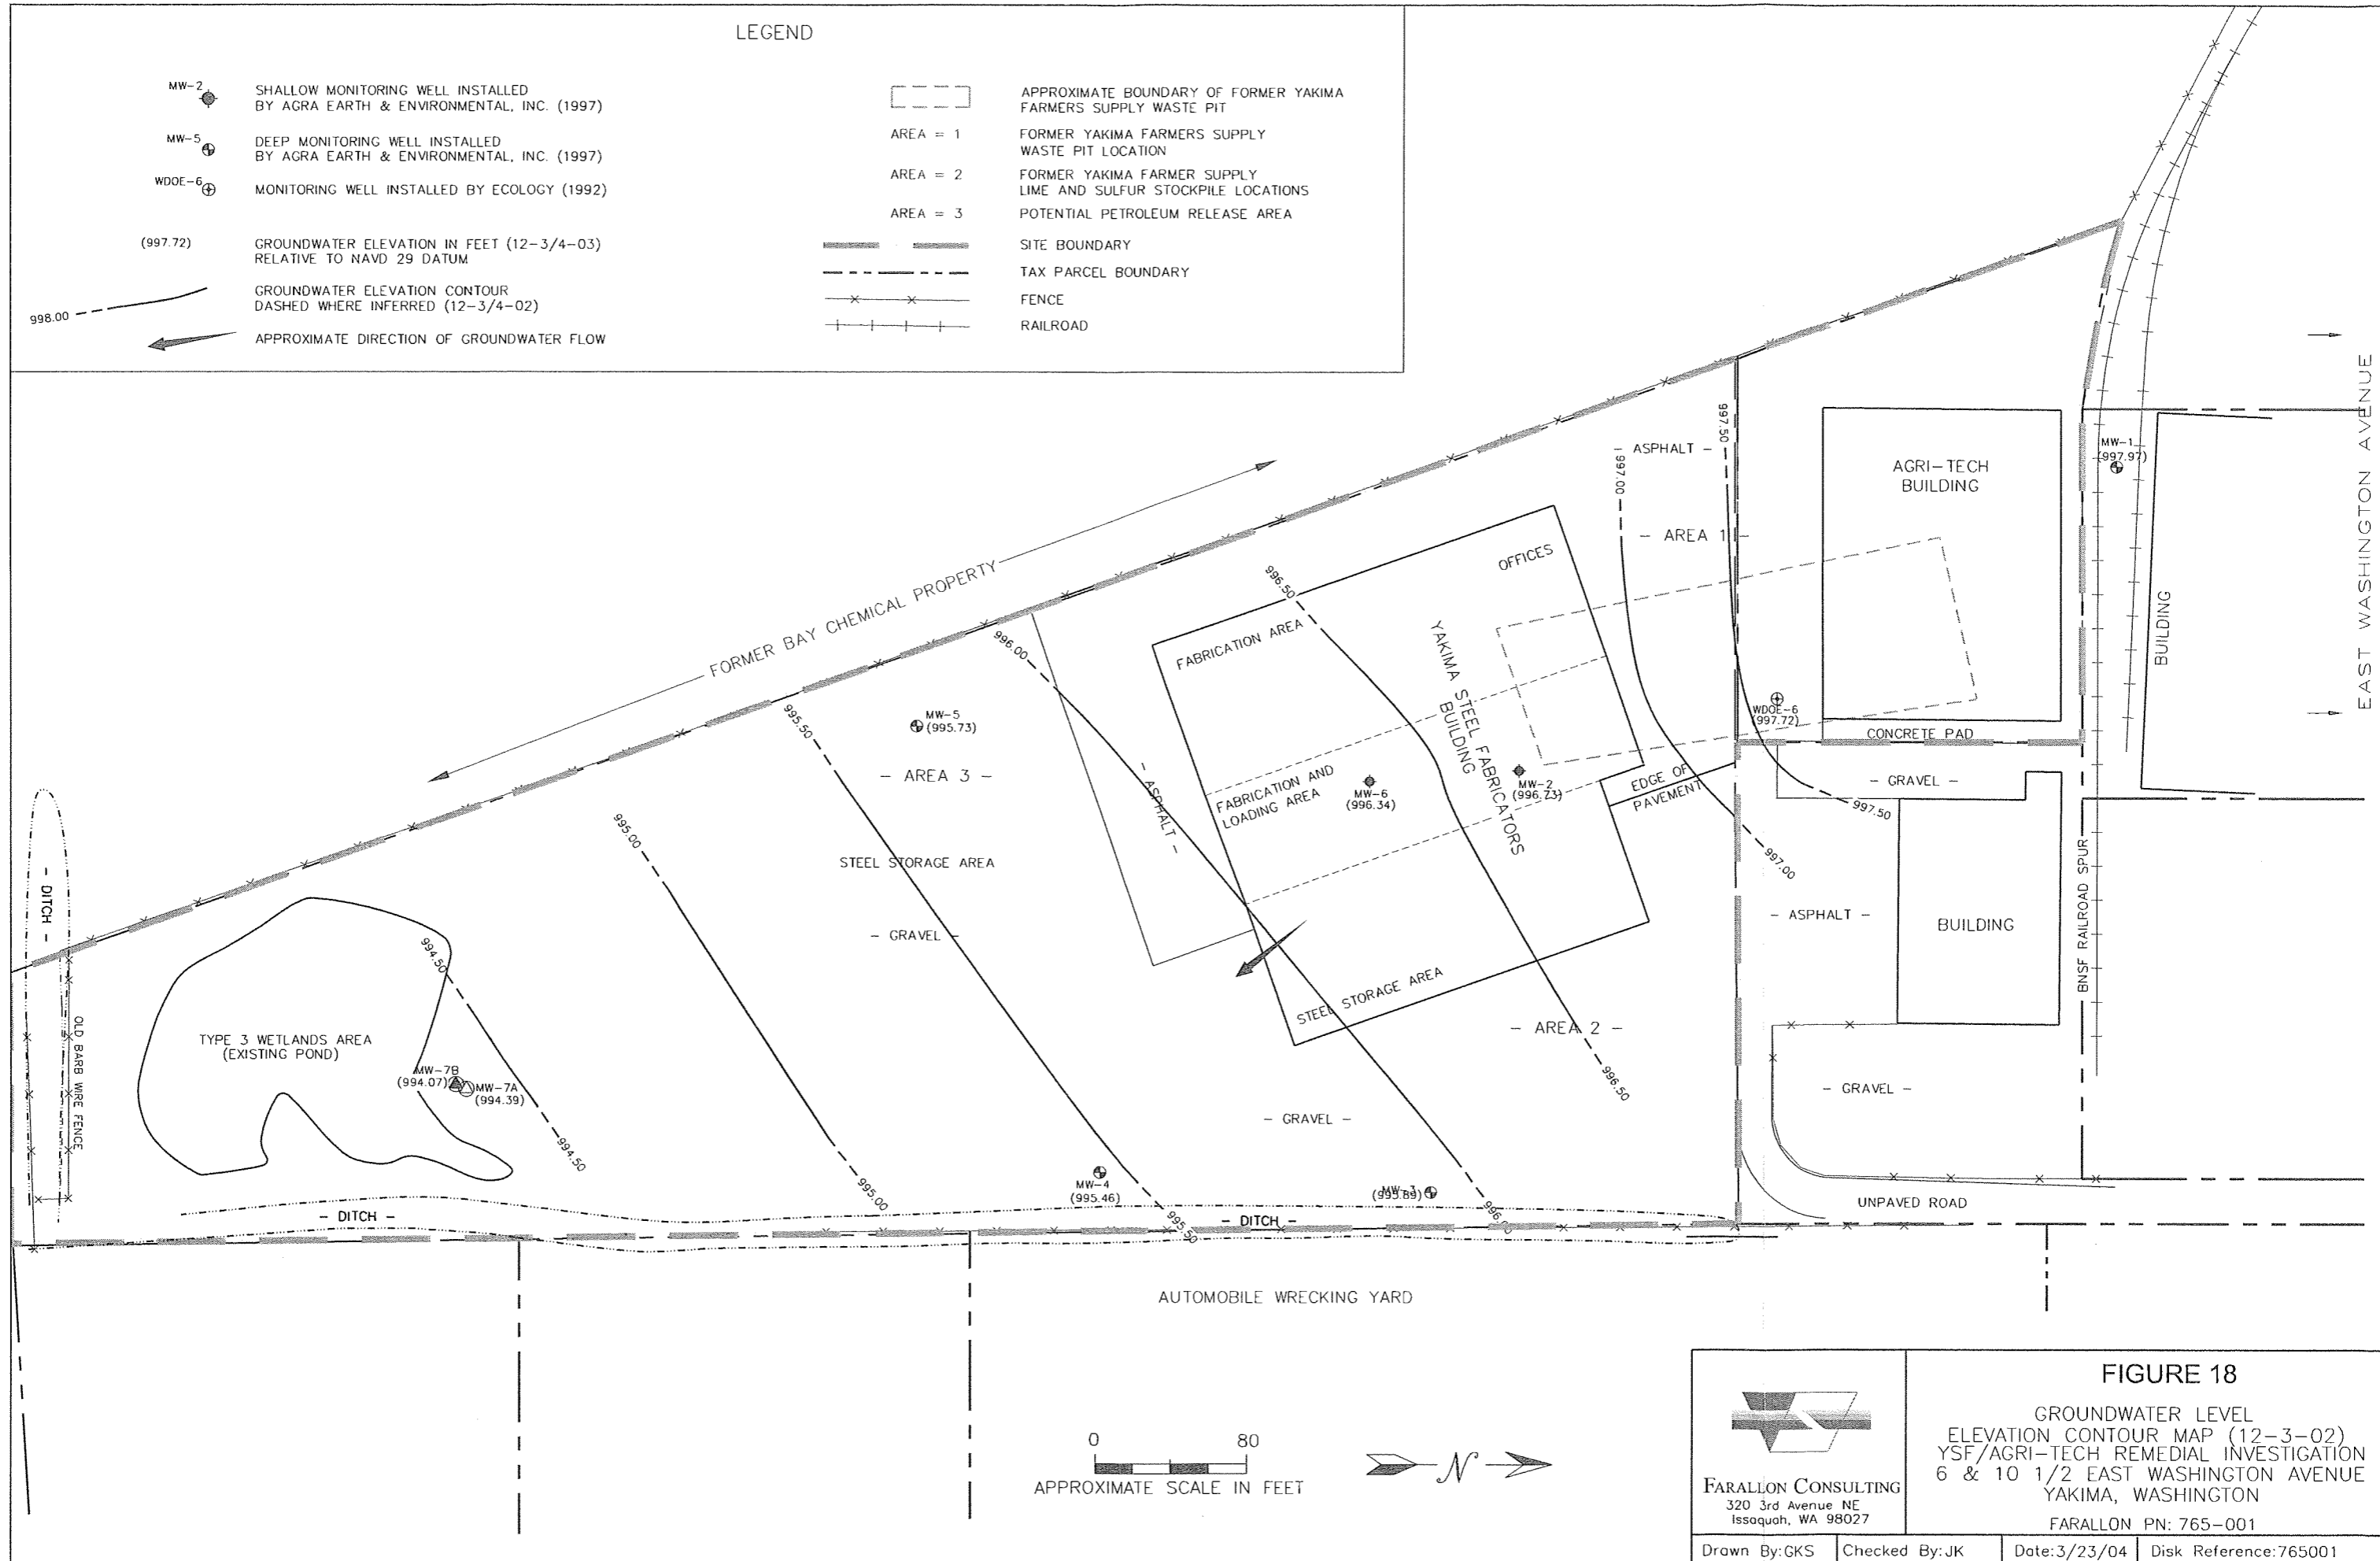 LEGEND
MW-2
SHALLOW MONITORING WELL INSTALLED
BY AGRA EARTH & ENVIRONMENTAL, INC. (1997)
MW-5
DEEP MONITORING WELL INSTALLED
BY AGRA EARTH & ENVIRONMENTAL, INC. (1997)
WDOE-6
MONITORING WELL INSTALLED BY ECOLOGY (1992)
(997.72)
GROUNDWATER ELEVATION IN FEET (12-3/4-03)
RELATIVE TO NAVD 29 DATUM
998.00
GROUNDWATER ELEVATION CONTOUR
DASHED WHERE INFERRED (12-3/4-02)
APPROXIMATE DIRECTION OF GROUNDWATER FLOW
APPROXIMATE BOUNDARY OF FORMER YAKIMA
FARMERS SUPPLY WASTE PIT
AREA = 1
FORMER YAKIMA FARMERS SUPPLY
WASTE PIT LOCATION
AREA = 2
FORMER YAKIMA FARMER SUPPLY
LIME AND SULFUR STOCKPILE LOCATIONS
AREA = 3
POTENTIAL PETROLEUM RELEASE AREA
SITE BOUNDARY
TAX PARCEL BOUNDARY
FENCE
RAILROAD
EAST WASHINGTON AVENUE
997.50
- ASPHALT -
997.00
AGRI-TECH
BUILDING
MW-1
(997.97)
- AREA 1 -
OFFICES
BUILDING
FORMER BAY CHEMICAL PROPERTY
996.50
FABRICATION AREA
YAKIMA STEEL FABRICATORS
BUILDING
996.00
995.50
MW-5
(995.73)
- AREA 3 -
- ASPHALT -
FABRICATION AND
LOADING AREA
MW-6
(996.34)
MW-2
(996.73)
EDGE OF
PAVEMENT
WDOE-6
(997.72)
CONCRETE PAD
- GRAVEL -
997.50
995.00
STEEL STORAGE AREA
997.00
- DITCH -
- GRAVEL -
- ASPHALT -
BUILDING
BNSF RAILROAD SPUR
994.50
STEEL STORAGE AREA
- AREA 2 -
OLD BARB WIRE FENCE
TYPE 3 WETLANDS AREA
(EXISTING POND)
MW-7B
(994.07)
MW-7A
(994.39)
996.50
- GRAVEL -
- GRAVEL -
994.50
995.00
MW-4
(995.46)
MW-3
(995.89)
UNPAVED ROAD
- DITCH -
995.50
- DITCH -
996.00
AUTOMOBILE WRECKING YARD
0 80
APPROXIMATE SCALE IN FEET
N
FARALLON CONSULTING
320 3rd Avenue NE
Issaquah, WA 98027
FIGURE 18
GROUNDWATER LEVEL
ELEVATION CONTOUR MAP (12-3-02)
YSF/AGRI-TECH REMEDIAL INVESTIGATION
6 & 10 1/2 EAST WASHINGTON AVENUE
YAKIMA, WASHINGTON
FARALLON PN: 765-001
Drawn By:GKS
Checked By:JK
Date:3/23/04
Disk Reference:765001